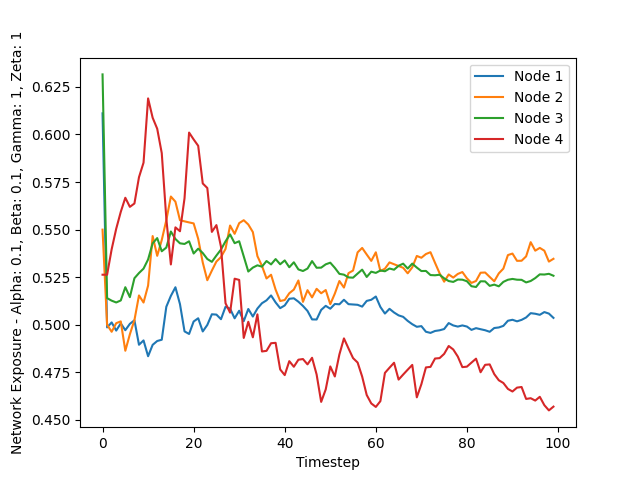 Network Exposure - Alpha: 0.1, Beta: 0.1, Gamma: 1, Zeta: 1
0.625
0.600
0.575
0.550
0.525
0.500
0.475
0.450
0 20 40 60 80 100
Timestep
Node 1
Node 2
Node 3
Node 4